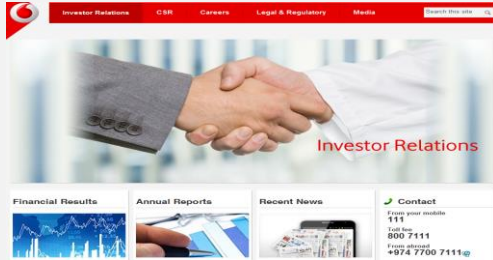 Investor Relations CSR Careers Legal & Regulatory Media Search this site
Investor Relations
Financial Results Annual Reports Recent News Contact
From your mobile
111
Toll fee
800 7111
From abroad
+974 7700 7111